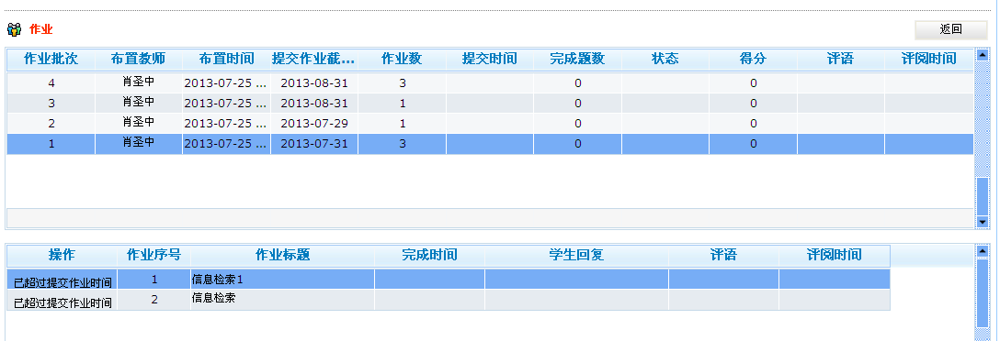 作业
返回
作业批次 布置教师 布置时间 提交作业截... 作业数 提交时间 完成题数 状态 得分 评语 评阅时间
4 肖圣中 2013-07-25 ... 2013-08-31 3 0 0
3 肖圣中 2013-07-25 ... 2013-08-31 1 0 0
2 肖圣中 2013-07-25 ... 2013-07-29 1 0 0
1 肖圣中 2013-07-25 ... 2013-07-31 3 0 0
操作 作业序号 作业标题 完成时间 学生回复 评语 评阅时间
已超过提交作业时间 1 信息检索1
已超过提交作业时间 2 信息检索